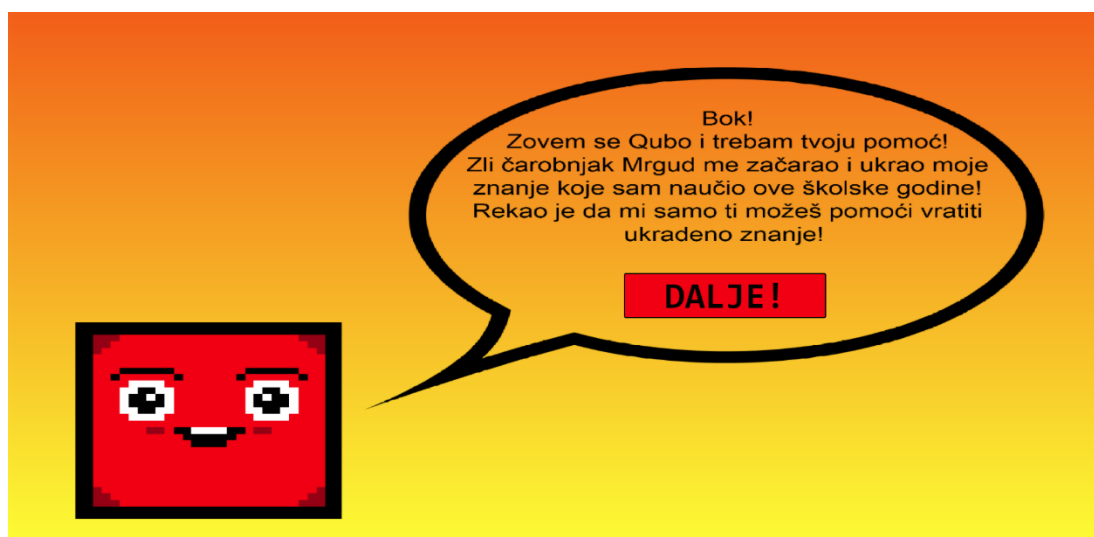 Bok!
Zovem se Qubo i trebam tvoju pomoć!
Zli čarobnjak Mrgud me začarao i ukrao moje
znanje koje sam naučio ove školske godine!
Rekao je da mi samo ti možeš pomoći vratiti
ukradeno znanje!
DALJE!